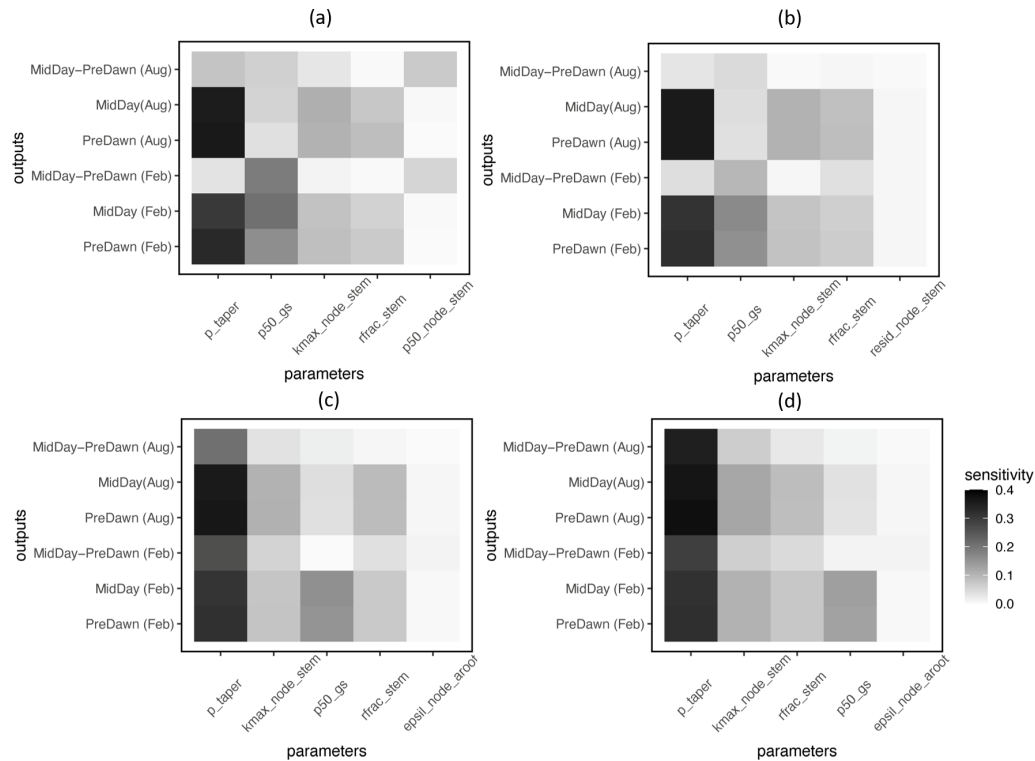 (a)
MidDay−PreDawn (Aug)
MidDay(Aug)
PreDawn (Aug)
MidDay−PreDawn (Feb)
MidDay (Feb)
PreDawn (Feb)
outputs
p_taper
p50_gs
kmax_node_stem
rfrac_stem
p50_node_stem
parameters
(b)
MidDay−PreDawn (Aug)
MidDay(Aug)
PreDawn (Aug)
MidDay−PreDawn (Feb)
MidDay (Feb)
PreDawn (Feb)
outputs
p_taper
p50_gs
kmax_node_stem
rfrac_stem
resid_node_stem
parameters
(c)
MidDay−PreDawn (Aug)
MidDay(Aug)
PreDawn (Aug)
MidDay−PreDawn (Feb)
MidDay (Feb)
PreDawn (Feb)
outputs
p_taper
kmax_node_stem
p50_gs
rfrac_stem
epsil_node_aroot
parameters
(d)
MidDay−PreDawn (Aug)
MidDay(Aug)
PreDawn (Aug)
MidDay−PreDawn (Feb)
MidDay (Feb)
PreDawn (Feb)
outputs
p_taper
kmax_node_stem
rfrac_stem
p50_gs
epsil_node_aroot
parameters
sensitivity
0.4
0.3
0.2
0.1
0.0